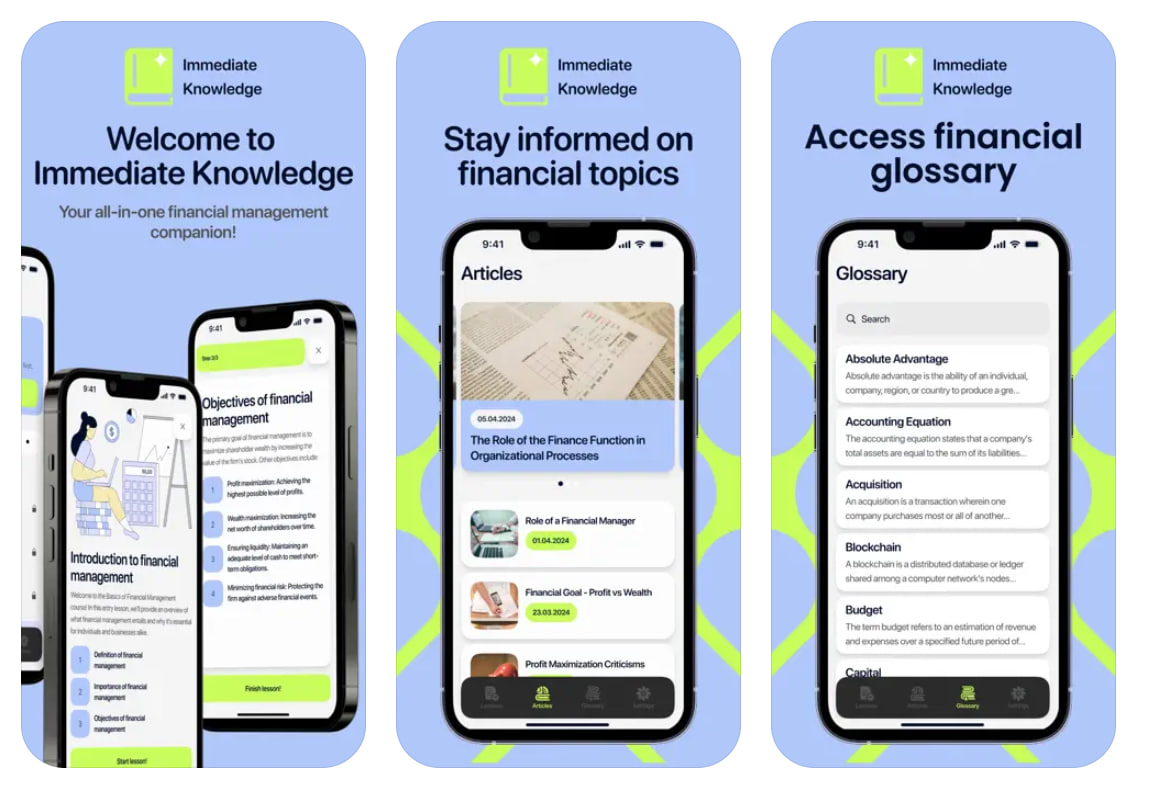 Immediate
Knowledge
Welcome to
Immediate Knowledge
Your all-in-one financial management
companion!
9:41
Introduction to financial
management
Welcome to the Basics of Financial Management
course! In this entry lesson, we'll provide an overview of
what financial management entails and why it's essential
for individuals and businesses alike.
1
Definition of financial
management
2
Importance of financial
management
3
Objectives of financial
management
Start lesson!
9:41
Step 3/3
X
Objectives of financial
management
The primary goal of financial management is to
maximize shareholder wealth by increasing the
value of the firm's stock. Other objectives include:
1
Profit maximization: Achieving the
highest possible level of profits.
2
Wealth maximization: Increasing the
net worth of shareholders over time.
3
Ensuring liquidity: Maintaining an
adequate level of cash to meet short-
term obligations.
4
Minimizing financial risk: Protecting the
firm against adverse financial events.
Finish lesson!
Immediate
Knowledge
Stay informed on
financial topics
9:41
Articles
05.04.2024
The Role of the Finance Function in
Organizational Processes
Role of a Financial Manager
01.04.2024
Financial Goal - Profit vs Wealth
23.03.2024
Profit Maximization Criticisms
Lessons
Articles
Glossary
Settings
Immediate
Knowledge
Access financial
glossary
9:41
Glossary
Search
Absolute Advantage
Absolute advantage is the ability of an individual,
company, region, or country to produce a gre...
Accounting Equation
The accounting equation states that a company's
total assets are equal to the sum of its liabilities...
Acquisition
An acquisition is a transaction wherein one
company purchases most or all of another...
Blockchain
A blockchain is a distributed database or ledger
shared among a computer network's nodes...
Budget
The term budget refers to an estimation of revenue
and expenses over a specified future period of...
Capital
Lessons
Articles
Glossary
Settings